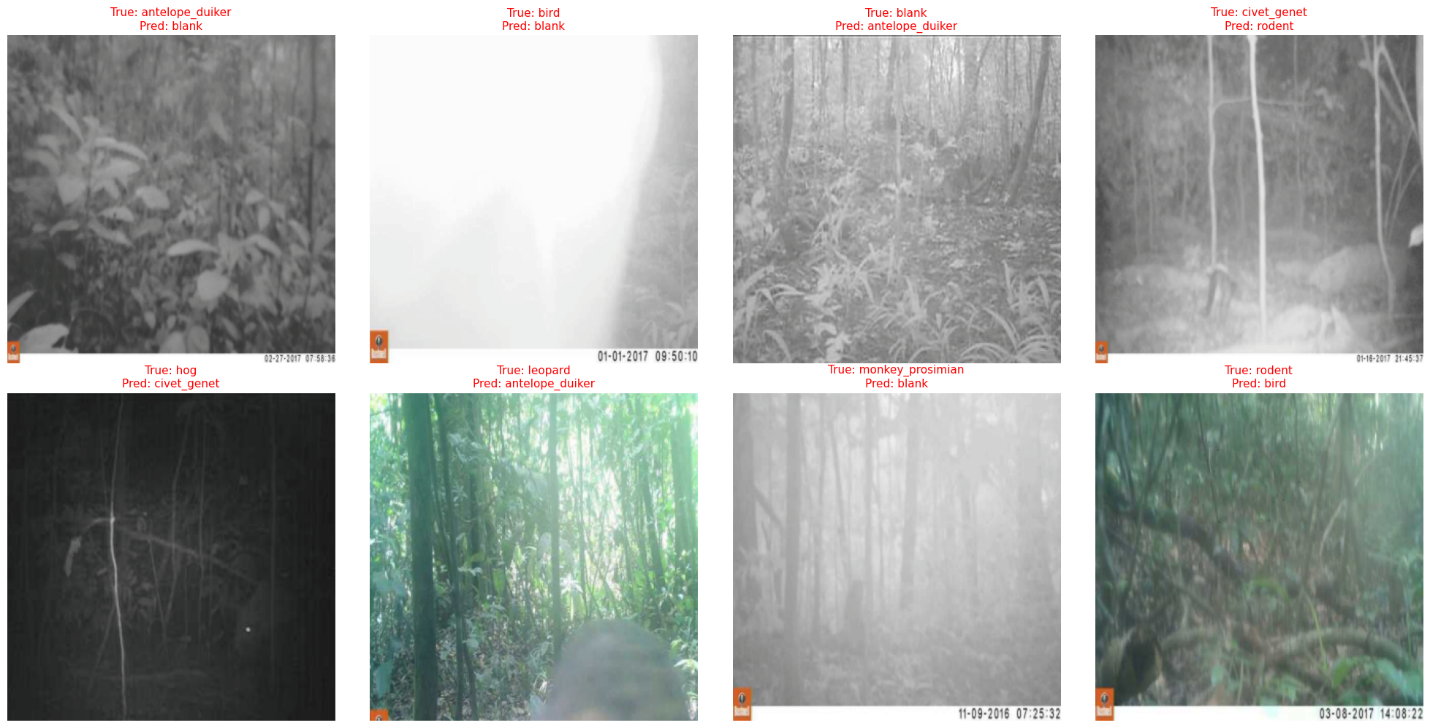 True: antelope_duiker
Pred: blank
True: bird
Pred: blank
True: blank
Pred: antelope_duiker
True: civet_genet
Pred: rodent
02-27-2017 07:58:36
01-01-2017 09:50:10
01-16-2017 21:45:37
True: hog
Pred: civet_genet
True: leopard
Pred: antelope_duiker
True: monkey_prosimian
Pred: blank
True: rodent
Pred: bird
11-09-2016 07:25:32
03-08-2017 14:08:22